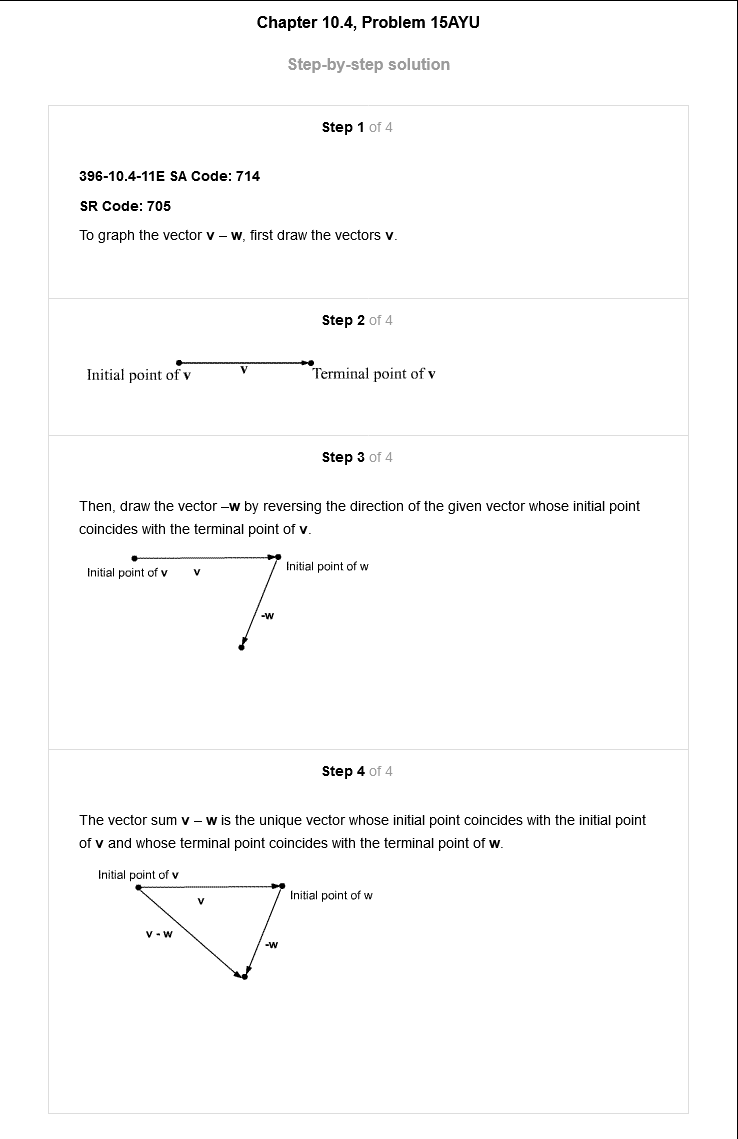 Chapter 10.4, Problem 15AYU
Step-by-step solution
Step 1 of 4
396-10.4-11E SA Code: 714
SR Code: 705
To graph the vector v – w, first draw the vectors v.
Step 2 of 4
Initial point of v
v
Terminal point of v
Step 3 of 4
Then, draw the vector –w by reversing the direction of the given vector whose initial point
coincides with the terminal point of v.
Initial point of v
v
Initial point of w
-w
Step 4 of 4
The vector sum v – w is the unique vector whose initial point coincides with the initial point
of v and whose terminal point coincides with the terminal point of w.
Initial point of v
v
Initial point of w
v - w
-w